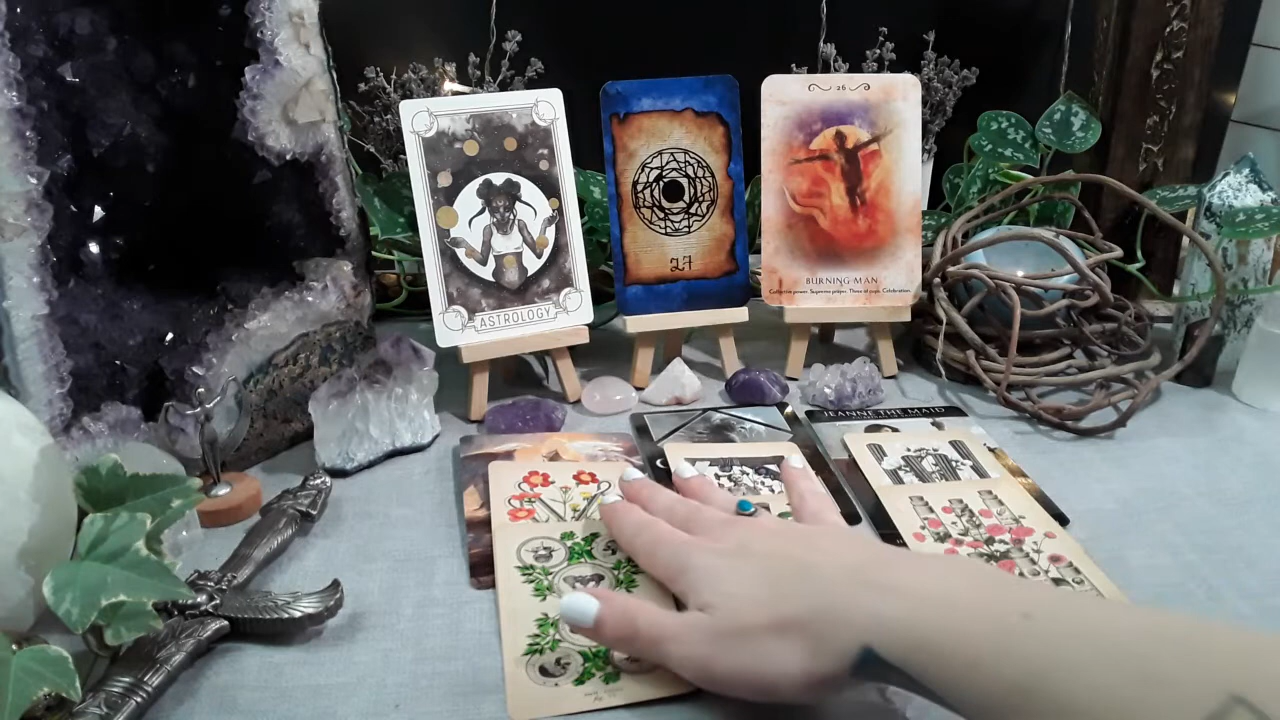 ASTROLOGY
27
26
BURNING MAN
Collective power. Supreme prayer. Three of cups. Celebration.
JEANNE THE MAID